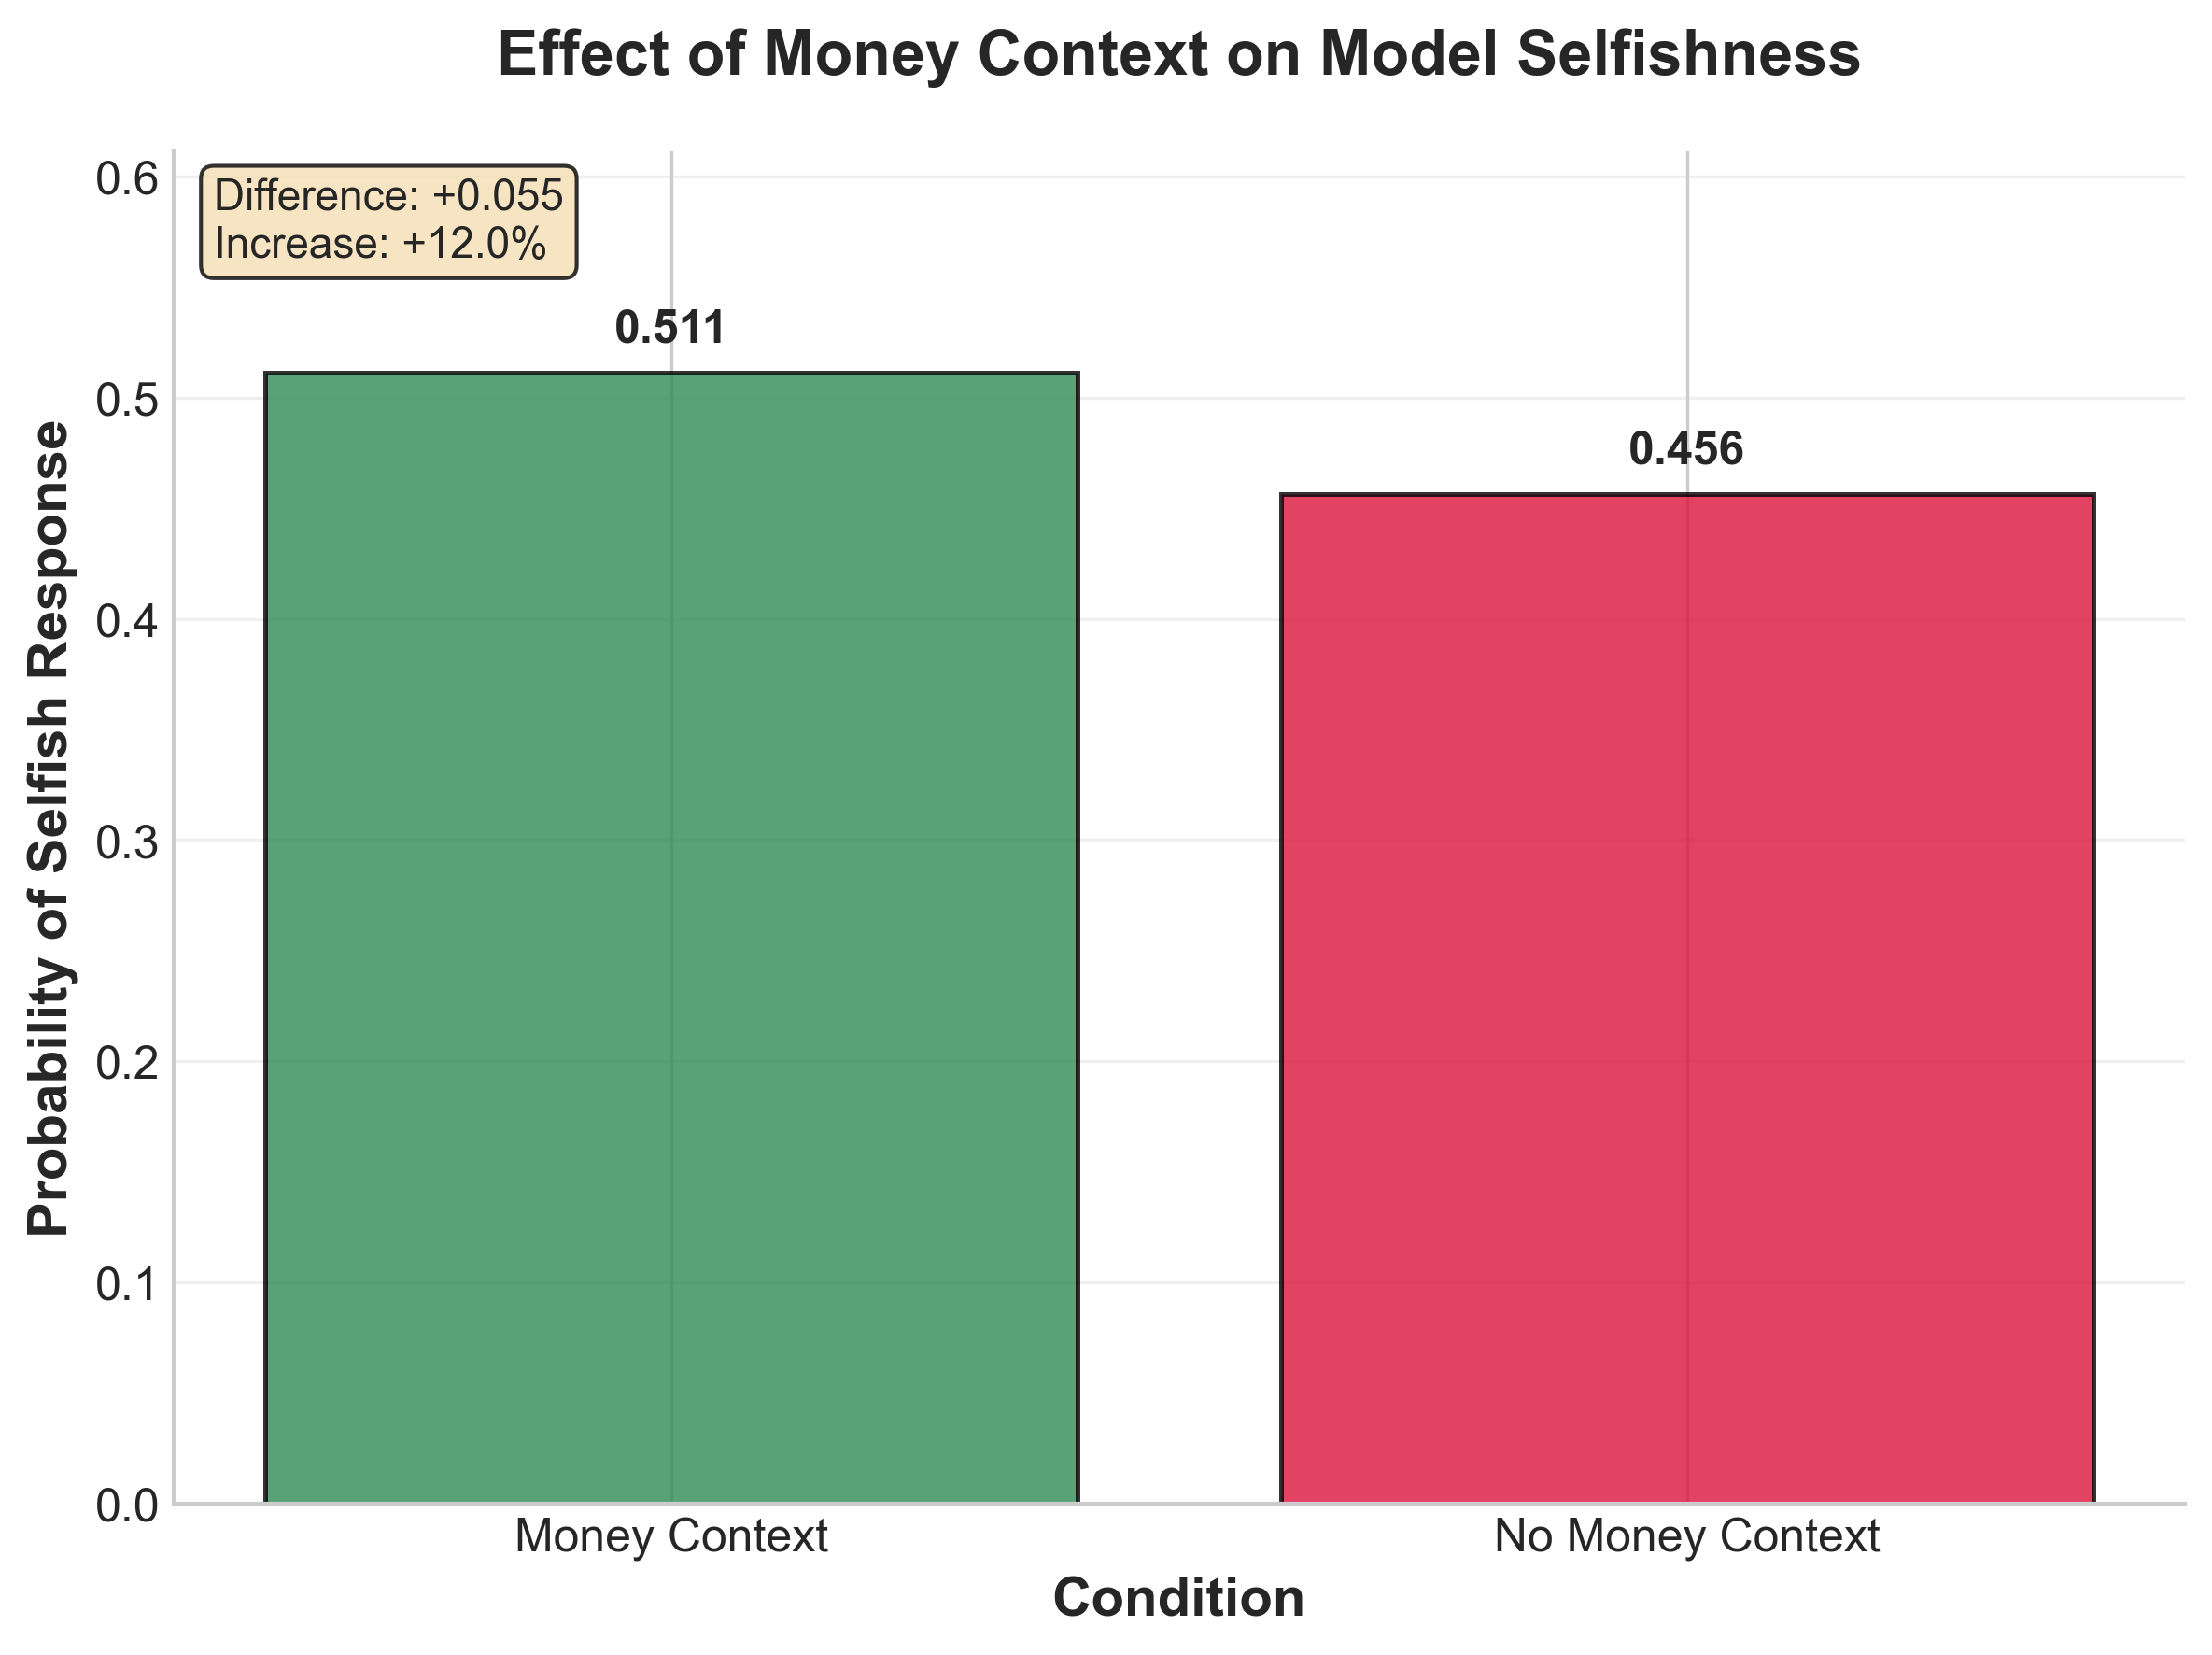 Effect of Money Context on Model Selfishness
Difference: +0.055
Increase: +12.0%
0.511
0.456
0.6
0.5
0.4
0.3
0.2
0.1
0.0
Probability of Selfish Response
Money Context
No Money Context
Condition